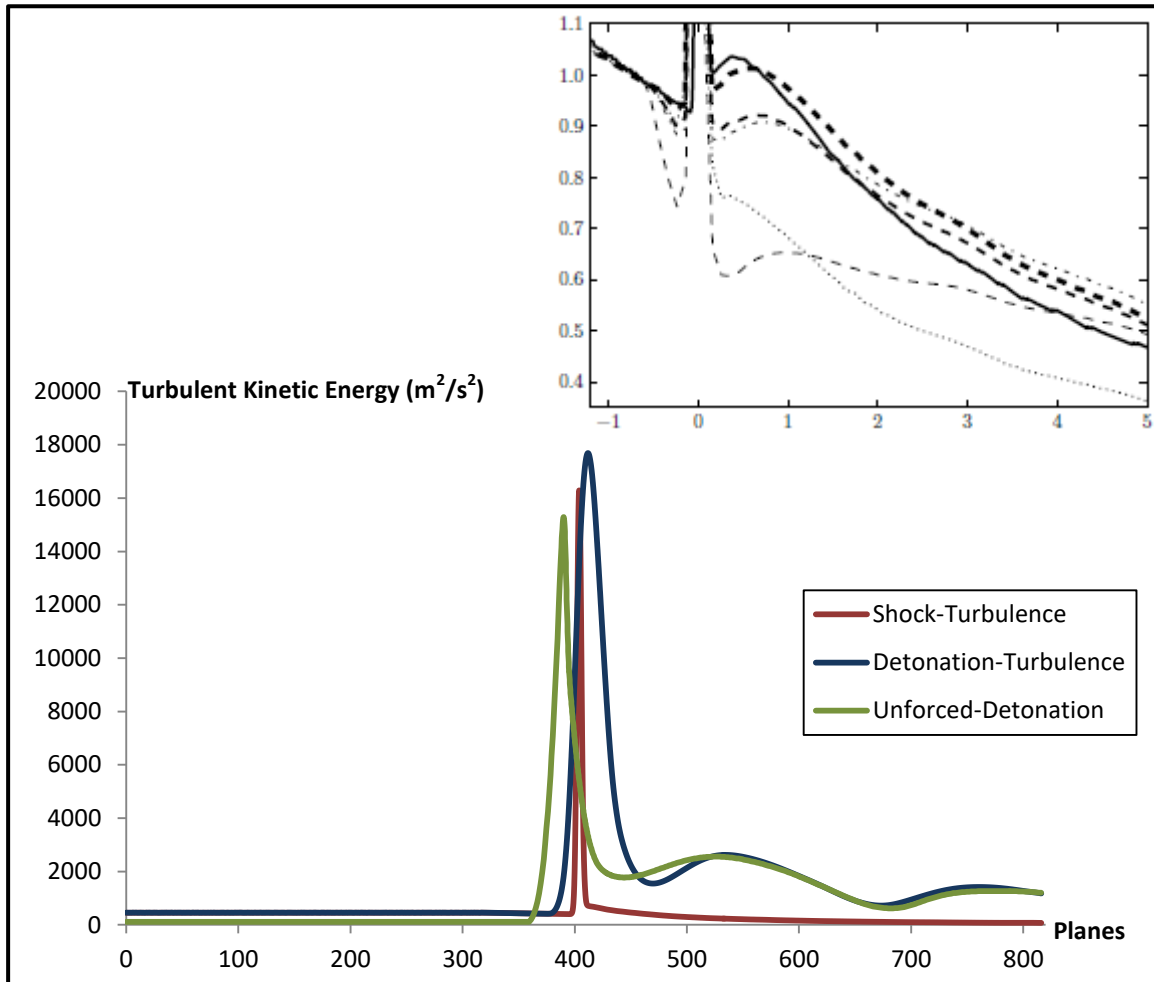 1.1
1.0
0.9
0.8
0.7
0.6
0.5
0.4
−1 0 1 2 3 4 5
Turbulent Kinetic Energy (m²/s²)
20000
18000
16000
14000
12000
10000
8000
6000
4000
2000
0
Shock-Turbulence
Detonation-Turbulence
Unforced-Detonation
Planes
0 100 200 300 400 500 600 700 800